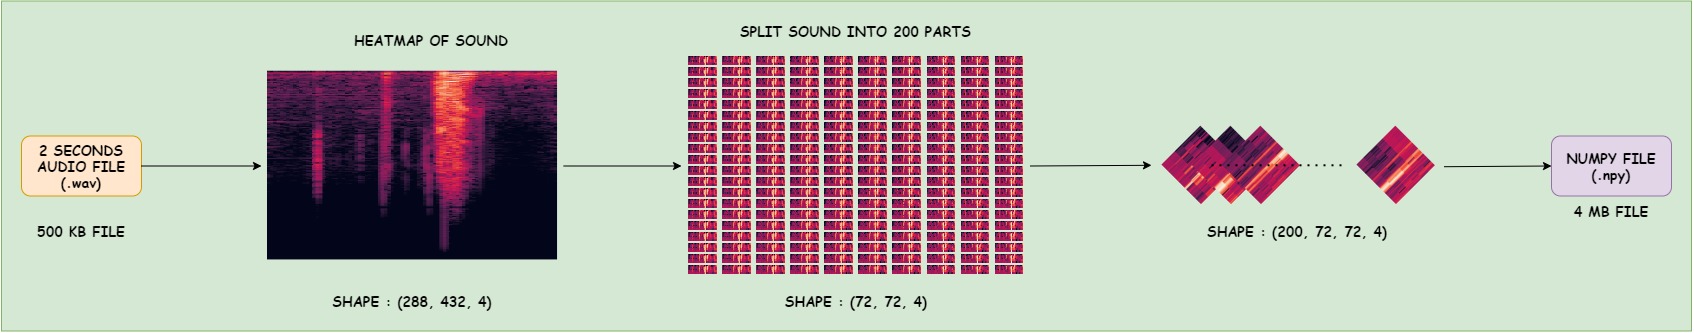 2 SECONDS
AUDIO FILE
(.wav)
500 KB FILE
HEATMAP OF SOUND
SHAPE : (288, 432, 4)
SPLIT SOUND INTO 200 PARTS
SHAPE : (72, 72, 4)
SHAPE : (200, 72, 72, 4)
NUMPY FILE
(.npy)
4 MB FILE